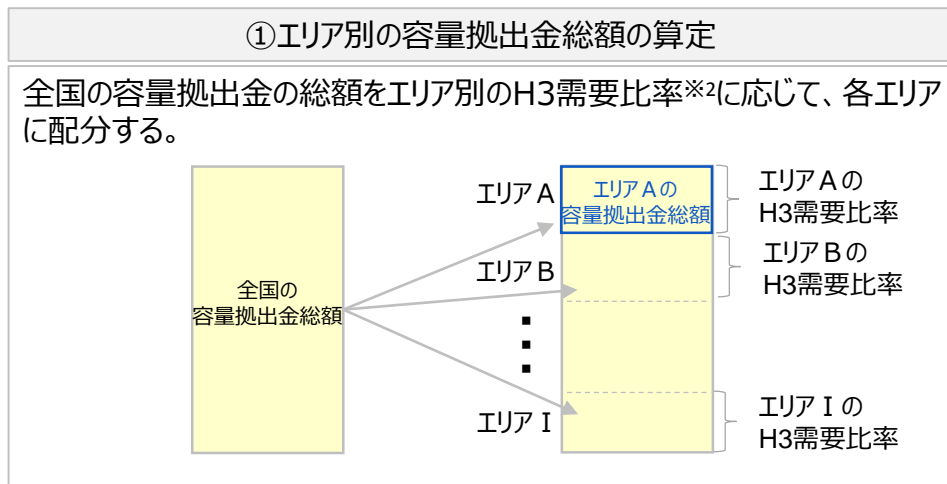 ①エリア別の容量拠出金総額の算定
全国の容量拠出金の総額をエリア別のH3需要比率※2に応じて、各エリア
に配分する。
エリアA
エリアAの
容量拠出金総額
エリアAの
H3需要比率
エリアB
エリアBの
H3需要比率
全国の
容量拠出金総額
エリアI
エリアIの
H3需要比率